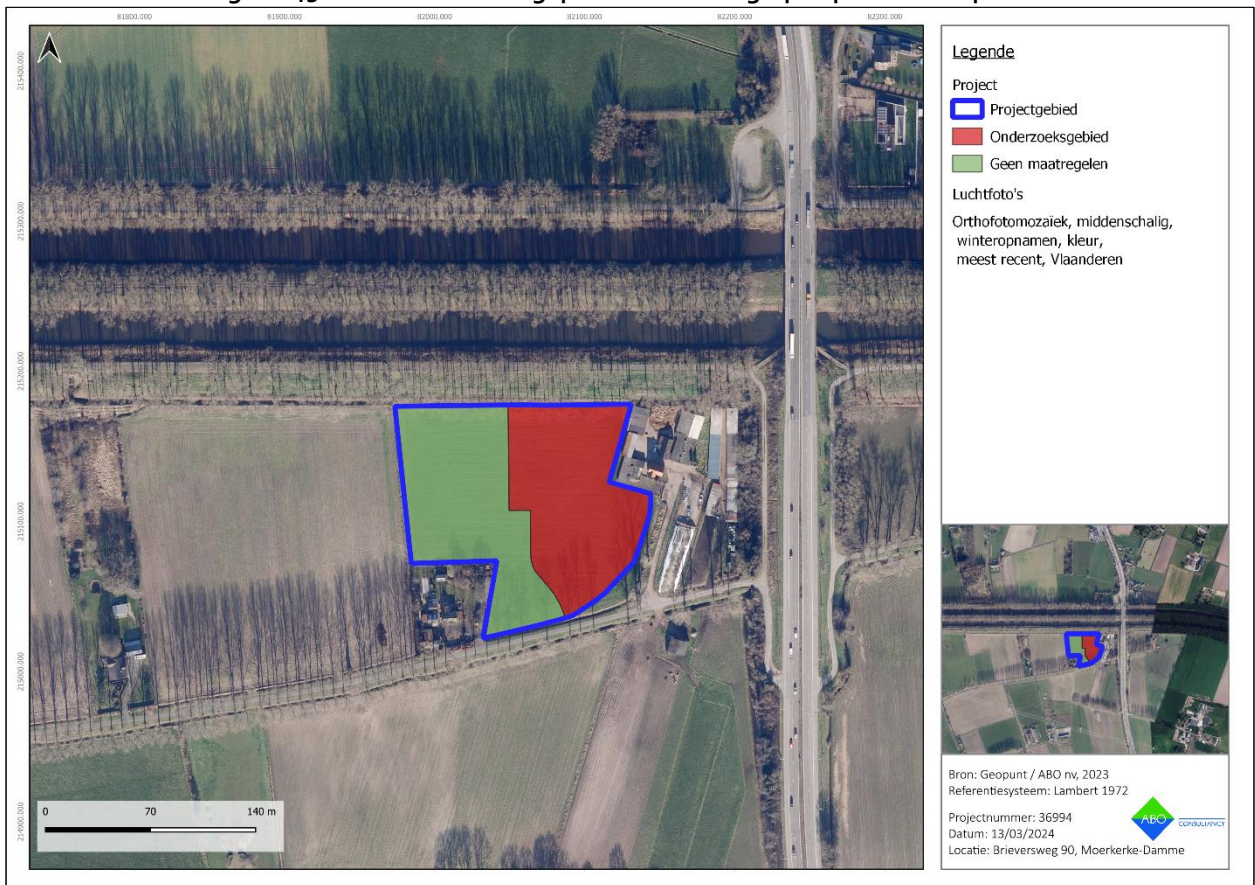 81800.000 81900.000 82000.000 82100.000 82200.000 82300.000
215400.000
215300.000
215200.000
215100.000
215000.000
214900.000
0 70 140 m
Legende
Project
Projectgebied
Onderzoeksgebied
Geen maatregelen
Luchtfoto's
Orthofotomozaïek, middenschalig,
winteropnamen, kleur,
meest recent, Vlaanderen
Bron: Geopunt / ABO nv, 2023
Referentiesysteem: Lambert 1972
Projectnummer: 36994
Datum: 13/03/2024
Locatie: Brieversweg 90, Moerkerke-Damme
ABO CONSULTANCY